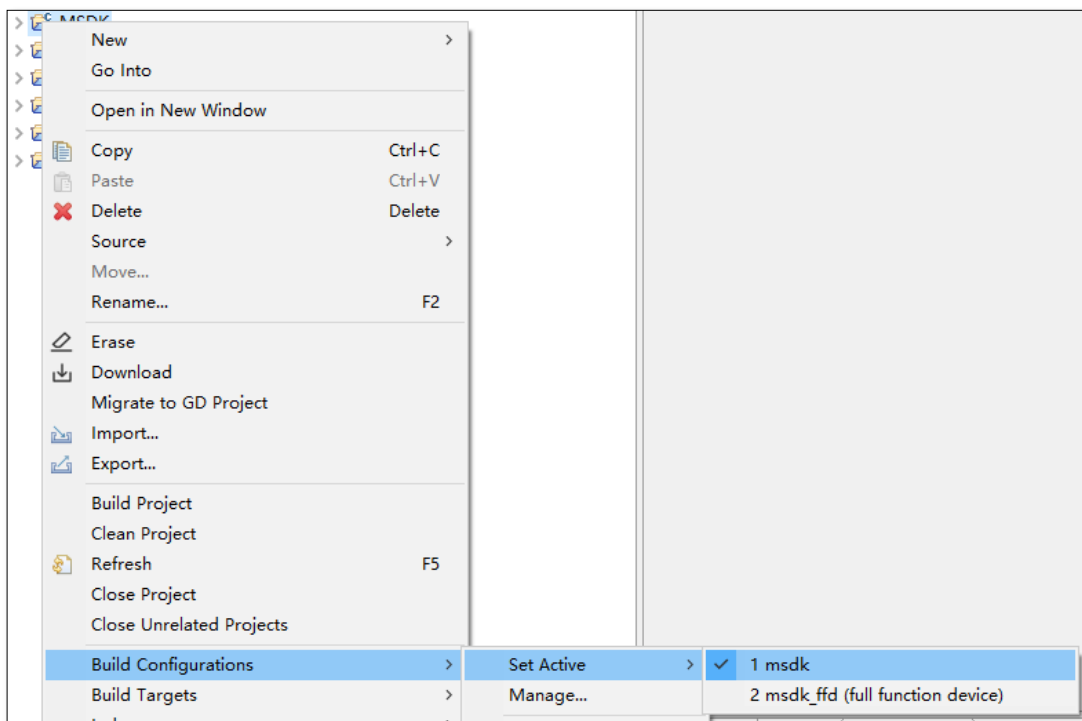 MSDK
New
Go Into
Open in New Window
Copy Ctrl+C
Paste Ctrl+V
Delete Delete
Source
Move...
Rename... F2
Erase
Download
Migrate to GD Project
Import...
Export...
Build Project
Clean Project
Refresh F5
Close Project
Close Unrelated Projects
Build Configurations Set Active 1 msdk
Build Targets Manage... 2 msdk_ffd (full function device)